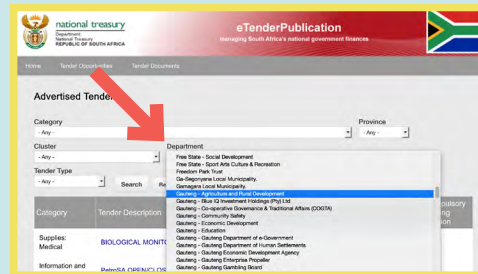 national treasury
Department:
National Treasury
REPUBLIC OF SOUTH AFRICA
eTenderPublication
managing South Africa's national government finances
Home Tender Opportunities Tender Documents
Advertised Tender
Category Province
- Any - - Any -
Cluster Department
- Any -
Free State - Social Development
Free State - Sport Arts Culture & Recreation
Freedom Park Trust
Ga-Segonyana Local Municipality.
Gamagara Local Municipality.
Gauteng - Agriculture and Rural Development
Gauteng - Blue IQ Investment Holdings (Pty) Ltd
Gauteng - Co-operative Governance & Traditional Affairs (COGTA)
Gauteng - Community Safety
Gauteng - Economic Development
Gauteng - Education
Gauteng - Gauteng Department of e-Government
Gauteng - Gauteng Department of Human Settlements
Gauteng - Gauteng Economic Development Agency
Gauteng - Gauteng Enterprise Propeller
Gauteng - Gauteng Gambling Board
Tender Type
- Any - Search Re
Category Tender Description
Supplies:
Medical
BIOLOGICAL MONITO
Information and
PetroSA OPEN/CLOS